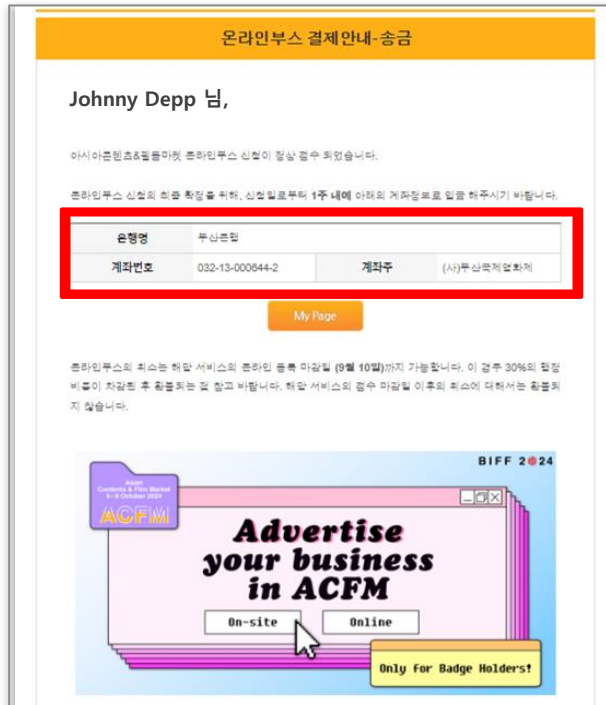 온라인부스 결제안내-송금
Johnny Depp 님,
아시아콘텐츠&필름마켓 온라인부스 신청이 정상 접수 되었습니다.
온라인부스 신청의 최종 확정을 위해, 신청일로부터 1주 내에 아래의 계좌정보로 입금 해주시기 바랍니다.
은행명 부산은행
계좌번호 032-13-000644-2 계좌주 (사)부산국제영화제
My Page
온라인부스의 취소는 해당 서비스의 온라인 등록 마감일 (9월 10일)까지 가능합니다. 이 경우 30%의 행정
비용이 차감된 후 환불되는 점 참고 바랍니다. 해당 서비스의 접수 마감일 이후의 취소에 대해서는 환불되
지 않습니다.
BIFF 2024
Asian
Contents & Film Market
5-8 October 2024
ACFM
Advertise
your business
in ACFM
On-site Online
Only for Badge Holders!